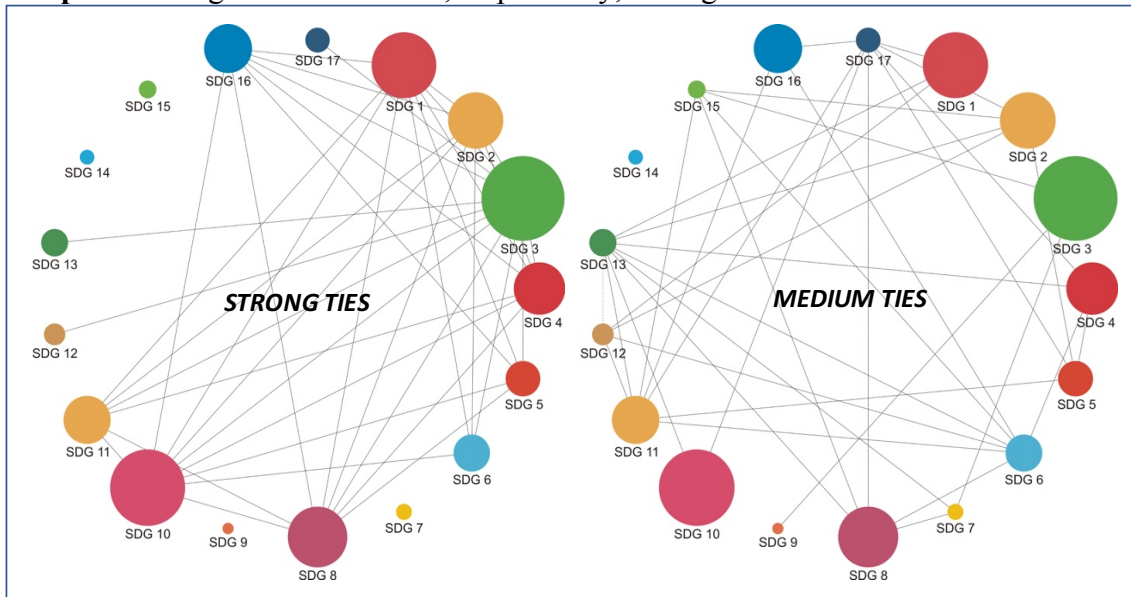 SDG 17
SDG 16
SDG 1
SDG 15
SDG 2
SDG 14
SDG 3
SDG 13
STRONG TIES
SDG 4
SDG 12
SDG 5
SDG 11
SDG 6
SDG 10
SDG 7
SDG 9
SDG 8
SDG 17
SDG 16
SDG 1
SDG 15
SDG 2
SDG 14
SDG 3
SDG 13
MEDIUM TIES
SDG 4
SDG 12
SDG 5
SDG 11
SDG 6
SDG 10
SDG 7
SDG 9
SDG 8